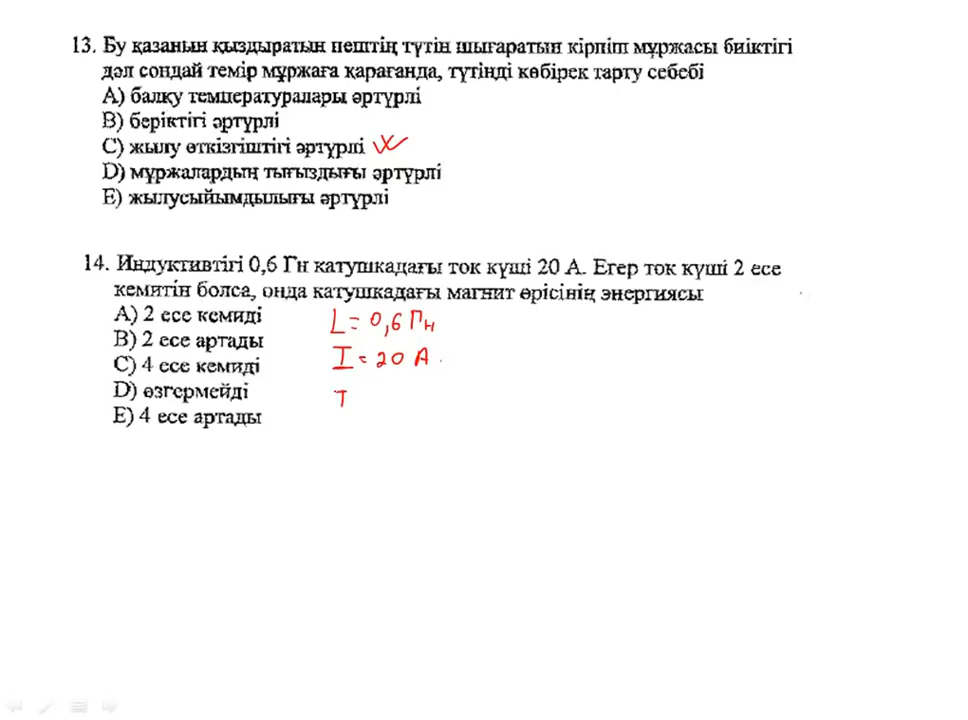 13. Бу қазанын қыздыратын пештің түтін шығаратын кірпіш мұржасы биіктігі
дәл сондай темір мұржаға қарағанда, түтінді көбірек тарту себебі
A) балқу температуралары әртүрлі
B) беріктігі әртүрлі
C) жылу өткізгіштігі әртүрлі
D) мұржалардың тығыздығы әртүрлі
E) жылусыйымдылығы әртүрлі
14. Индуктивтігі 0,6 Гн катушкадағы ток күші 20 А. Егер ток күші 2 есе
кемитін болса, онда катушкадағы магнит өрісінің энергиясы
A) 2 есе кемиді
B) 2 есе артады
C) 4 есе кемиді
D) өзгермейді
E) 4 есе артады
L = 0,6 Гн
I = 20 A